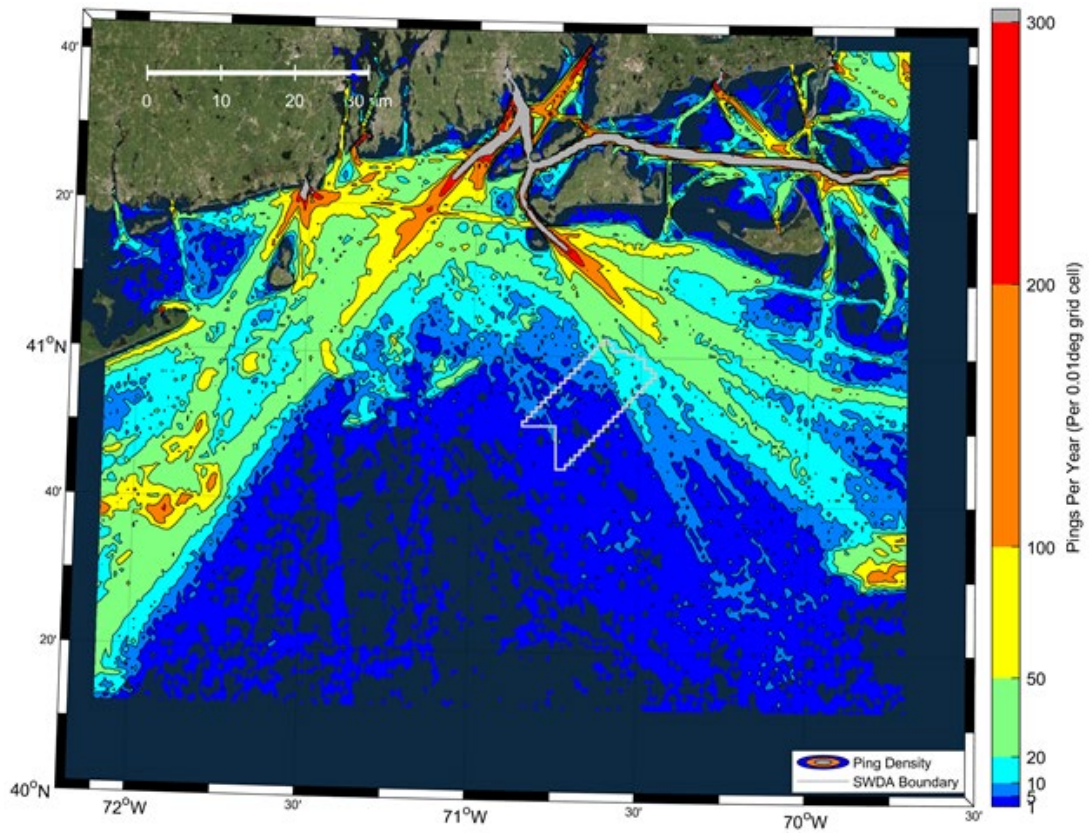 40'
300
0 10 20 30 km
20'
200
41°N
Pings Per Year (Per 0.01deg grid cell)
40'
100
50
20'
20
Ping Density
10
SWDA Boundary
5
40°N
1
72°W 30' 71°W 30' 70°W 30'